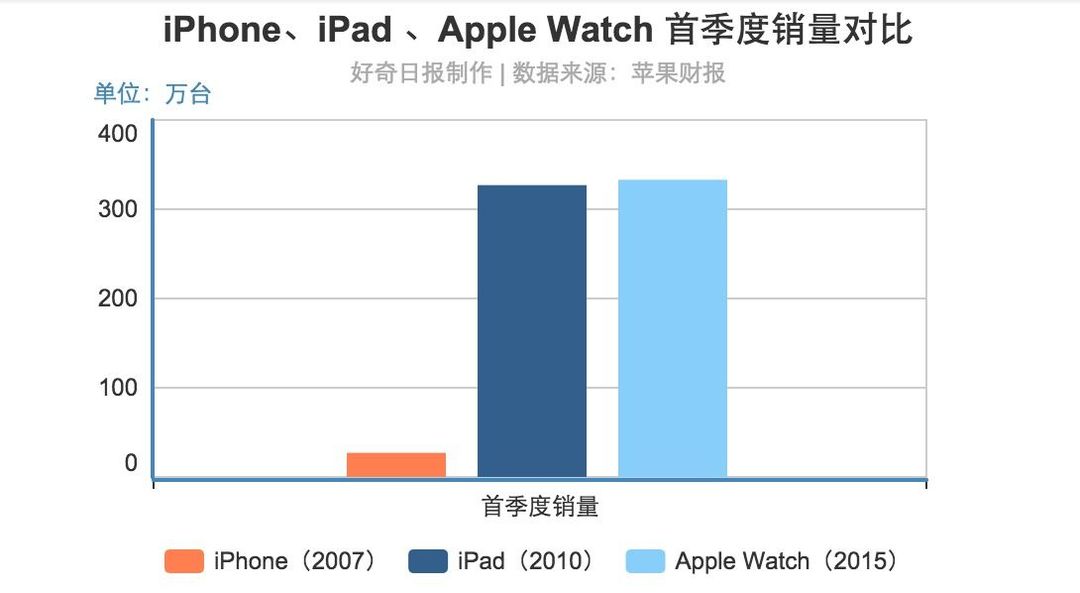 iPhone、iPad 、Apple Watch 首季度销量对比
好奇日报制作 | 数据来源：苹果财报
单位：万台
400
300
200
100
0
首季度销量
iPhone（2007） iPad（2010） Apple Watch（2015）